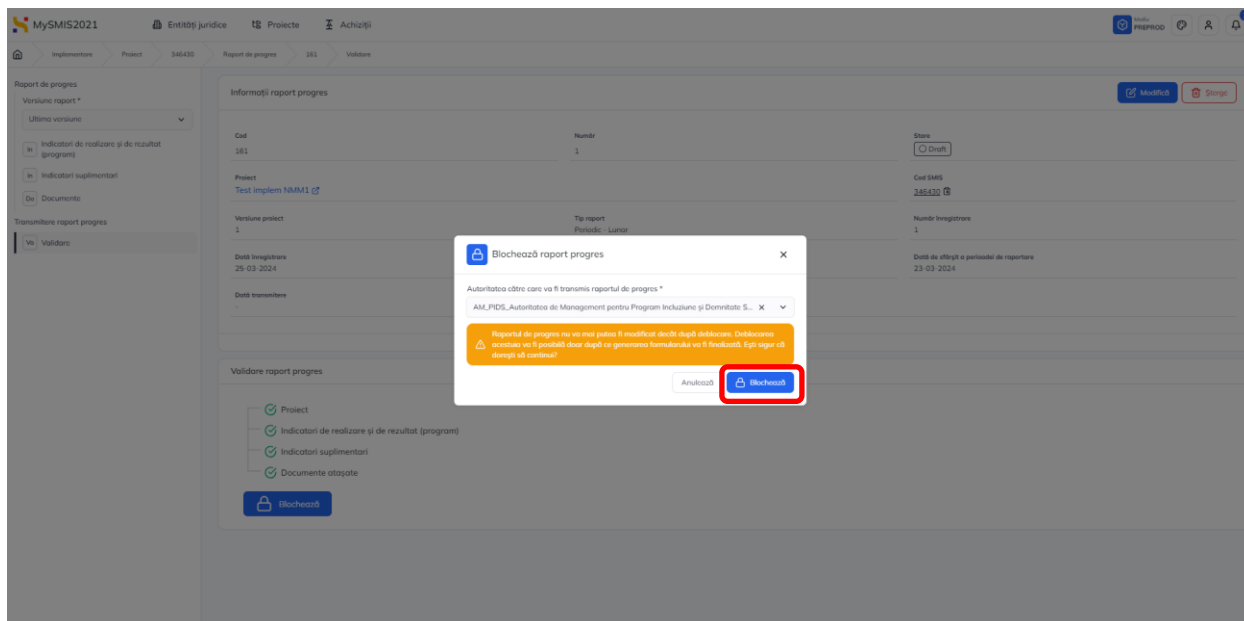 MySMIS2021
Entități juridice
Proiecte
Achiziții
Mediu
PREPROD
Implementare
Proiect
346430
Raport de progres
161
Validare
Raport de progres
Versiune raport *
Ultima versiune
In
Indicatori de realizare și de rezultat
(program)
In
Indicatori suplimentari
Do
Documente
Transmitere raport progres
Va
Validare
Informații raport progres
Modifică
Șterge
Cod
161
Număr
1
Stare
Draft
Proiect
Test implem NMM1
Cod SMIS
346430
Versiune proiect
1
Tip raport
Periodic - Lunar
Număr înregistrare
1
Dată înregistrare
25-03-2024
Dată de sfârșit a perioadei de raportare
23-03-2024
Dată transmitere
-
Blochează raport progres
Autoritatea către care va fi transmis raportul de progres *
AM_PIDS_Autoritatea de Management pentru Program Incluziune și Demnitate S...
Raportul de progres nu va mai putea fi modificat decât după deblocare. Deblocarea
acestuia va fi posibilă doar după ce generarea formularului va fi finalizată. Ești sigur că
dorești să continui?
Anulează
Blochează
Validare raport progres
Proiect
Indicatori de realizare și de rezultat (program)
Indicatori suplimentari
Documente atașate
Blochează